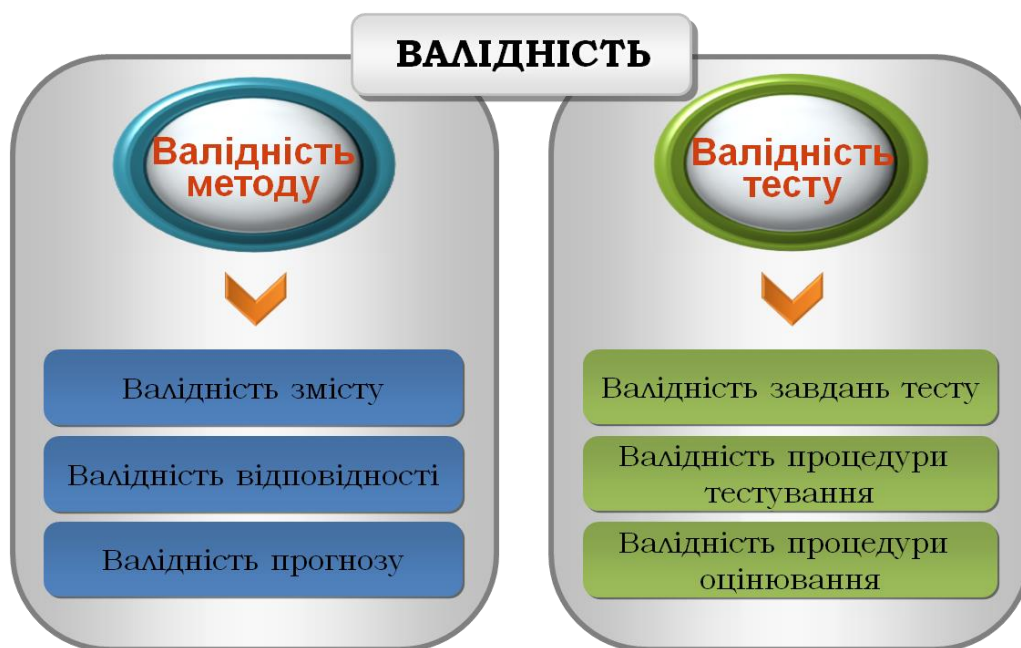 ВАЛІДНІСТЬ
Валідність
методу
Валідність змісту
Валідність відповідності
Валідність прогнозу
Валідність
тесту
Валідність завдань тесту
Валідність процедури
тестування
Валідність процедури
оцінювання